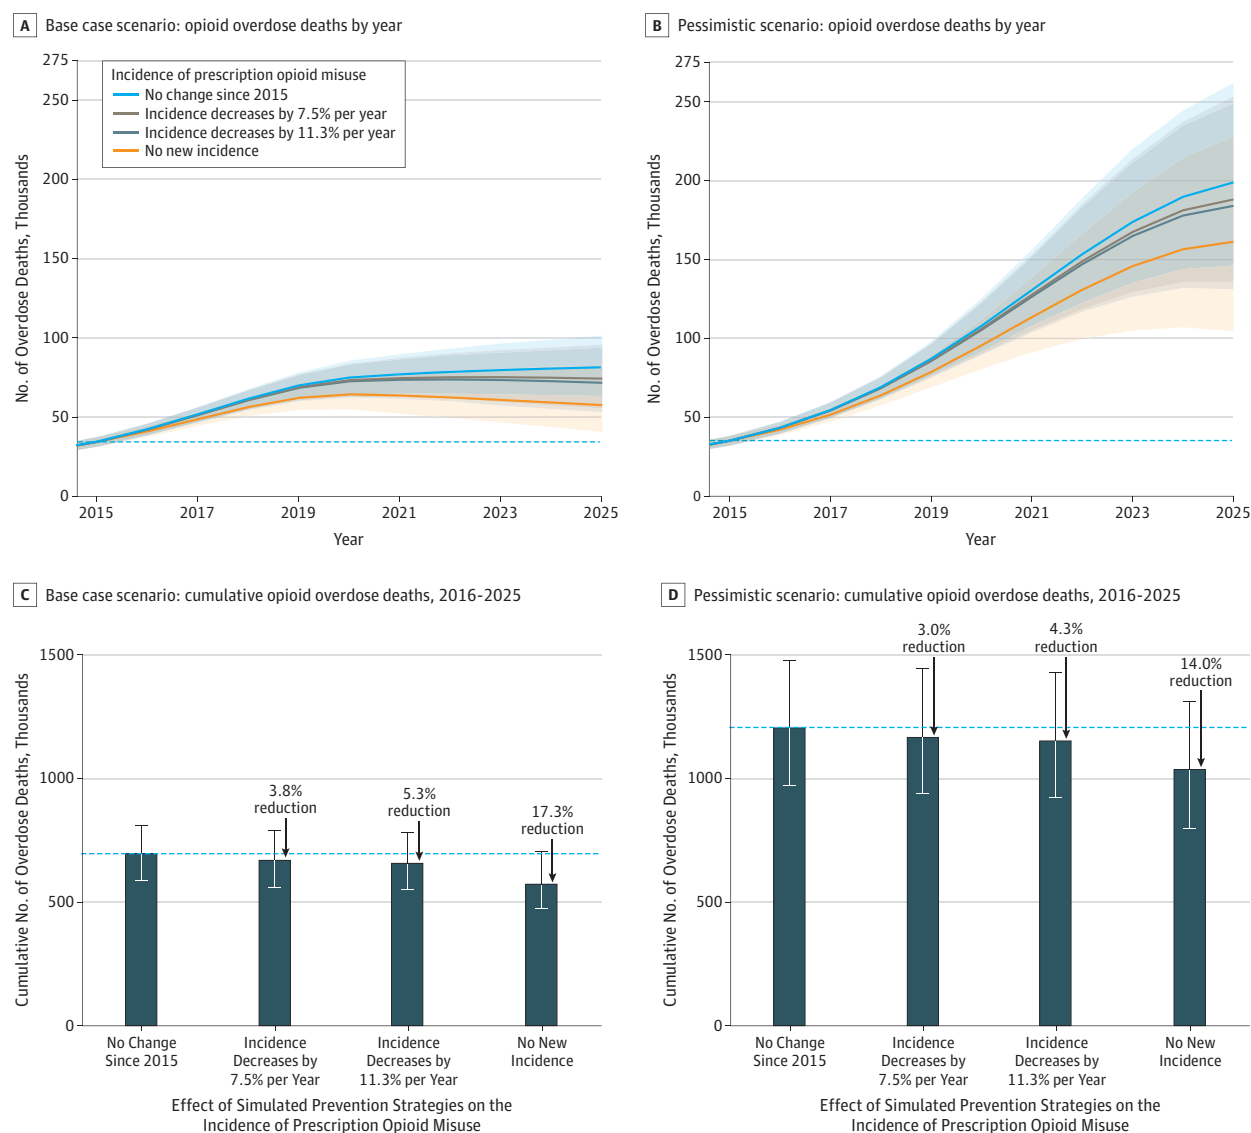 A Base case scenario: opioid overdose deaths by year
275
250
200
150
100
50
0
No. of Overdose Deaths, Thousands
Incidence of prescription opioid misuse
No change since 2015
Incidence decreases by 7.5% per year
Incidence decreases by 11.3% per year
No new incidence
2015 2017 2019 2021 2023 2025
Year
B Pessimistic scenario: opioid overdose deaths by year
275
250
200
150
100
50
0
No. of Overdose Deaths, Thousands
2015 2017 2019 2021 2023 2025
Year
C Base case scenario: cumulative opioid overdose deaths, 2016-2025
1500
1000
500
0
Cumulative No. of Overdose Deaths, Thousands
3.8%
reduction
5.3%
reduction
17.3%
reduction
No Change
Since 2015
Incidence
Decreases by
7.5% per Year
Incidence
Decreases by
11.3% per Year
No New
Incidence
Effect of Simulated Prevention Strategies on the
Incidence of Prescription Opioid Misuse
D Pessimistic scenario: cumulative opioid overdose deaths, 2016-2025
1500
1000
500
0
Cumulative No. of Overdose Deaths, Thousands
3.0%
reduction
4.3%
reduction
14.0%
reduction
No Change
Since 2015
Incidence
Decreases by
7.5% per Year
Incidence
Decreases by
11.3% per Year
No New
Incidence
Effect of Simulated Prevention Strategies on the
Incidence of Prescription Opioid Misuse